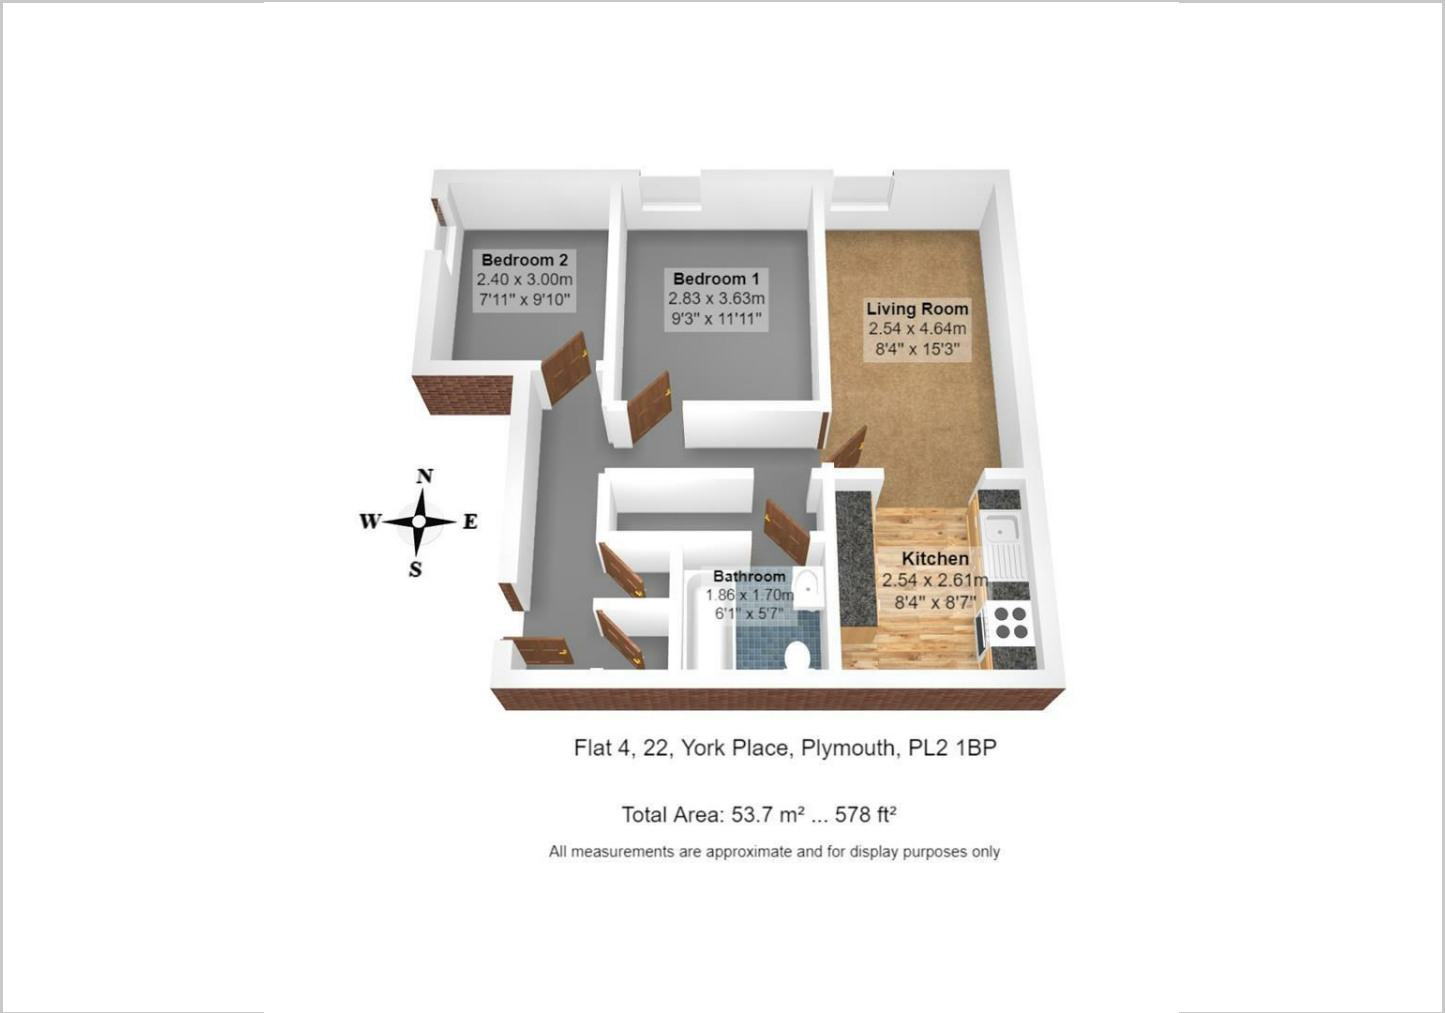 Bedroom 2
2.40 x 3.00m
7'11" x 9'10"
Bedroom 1
2.83 x 3.63m
9'3" x 11'11"
Living Room
2.54 x 4.64m
8'4" x 15'3"
N
W E
S
Kitchen
2.54 x 2.61m
8'4" x 8'7"
Bathroom
1.86 x 1.70m
6'1" x 5'7"
Flat 4, 22, York Place, Plymouth, PL2 1BP
Total Area: 53.7 m² ... 578 ft²
All measurements are approximate and for display purposes only